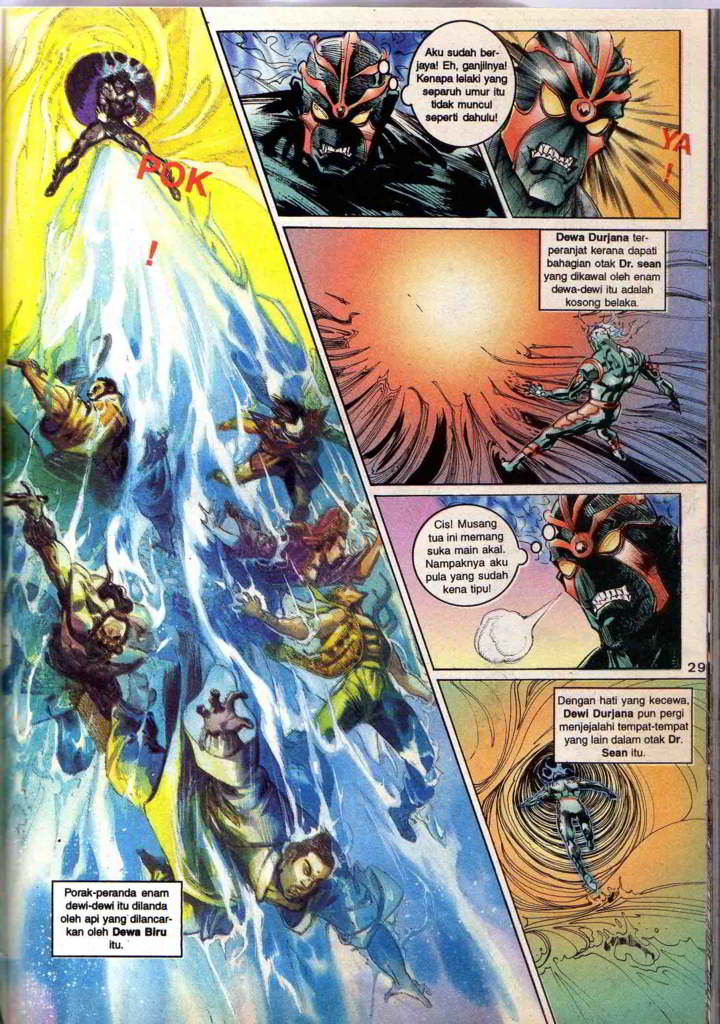 POK
!
Porak-peranda enam
dewi-dewi itu dilanda
oleh api yang dilancar-
kan oleh Dewa Biru
itu.
Aku sudah ber-
jaya! Eh, ganjilnya!
Kenapa lelaki yang
separuh umur itu
tidak muncul
seperti dahulu!
YA
!
Dewa Durjana ter-
peranjat kerana dapati
bahagian otak Dr. sean
yang dikawal oleh enam
dewa-dewi itu adalah
kosong belaka.
Cis! Musang
tua ini memang
suka main akal.
Nampaknya aku
pula yang sudah
kena tipu!
29
Dengan hati yang kecewa,
Dewi Durjana pun pergi
menjejalahi tempat-tempat
yang lain dalam otak Dr.
Sean itu.